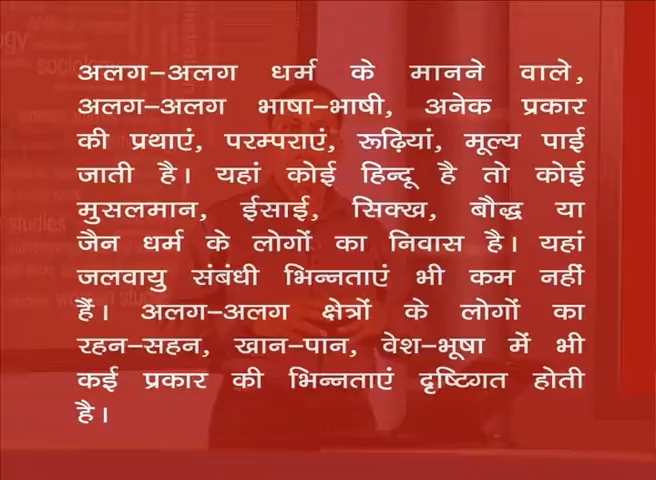 अलग–अलग धर्म के मानने वाले,
अलग–अलग भाषा–भाषी, अनेक प्रकार
की प्रथाएं, परम्पराएं, रूढ़ियां, मूल्य पाई
जाती है। यहां कोई हिन्दू है तो कोई
मुसलमान, ईसाई, सिक्ख, बौद्ध या
जैन धर्म के लोगों का निवास है। यहां
जलवायु संबंधी भिन्नताएं भी कम नहीं
हैं। अलग–अलग क्षेत्रों के लोगों का
रहन–सहन, खान–पान, वेश–भूषा में भी
कई प्रकार की भिन्नताएं दृष्टिगत होती
है।